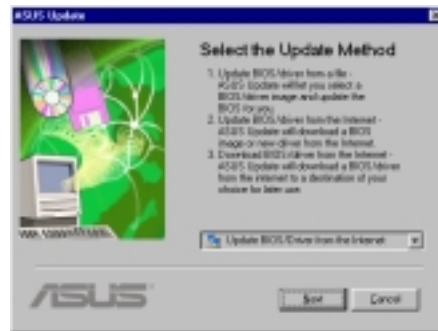 ASUS Update
Select the Update Method
1. Update BIOS/driver from a file -
ASUS Update will let you select a
BIOS/driver image and update the
BIOS for you.
2. Update BIOS/driver from the Internet -
ASUS Update will download a BIOS
image or new driver from the Internet.
3. Download BIOS/driver from the Internet -
ASUS Update will download a BIOS/driver
from the internet to a destination of your
choice for later use.
Update BIOS/Driver from the Internet
ASUS
Next
Cancel